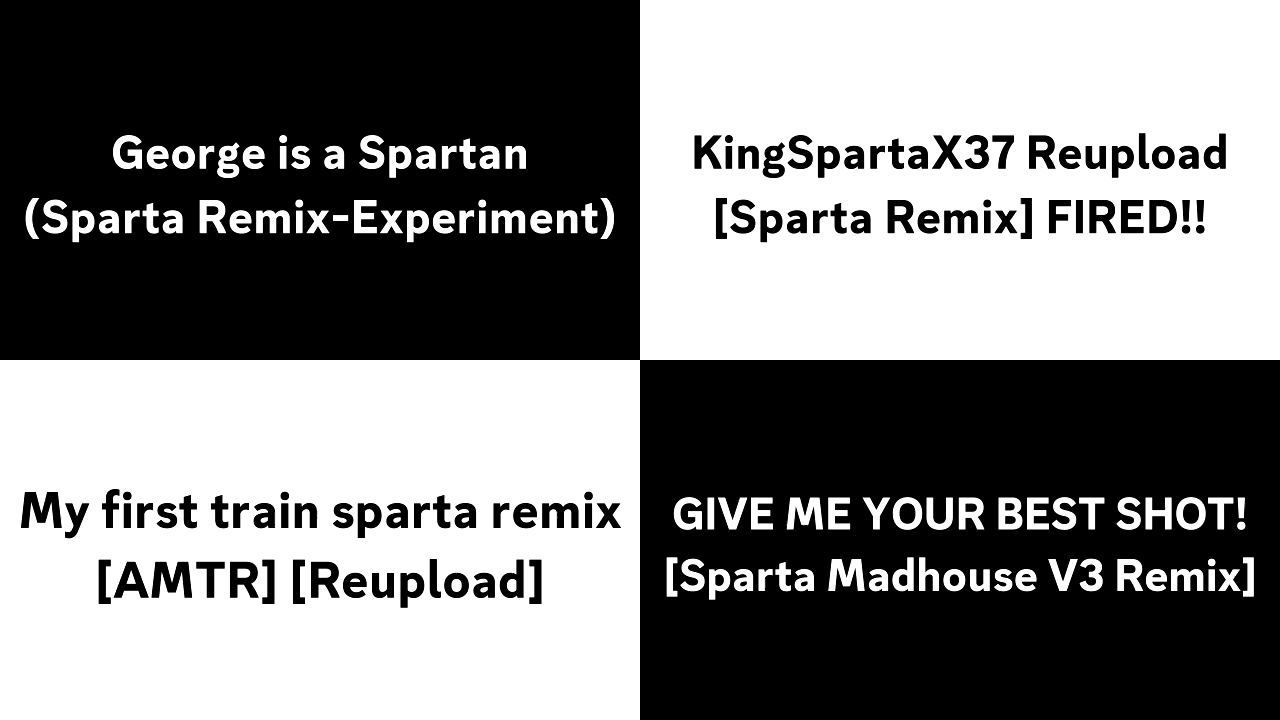 George is a Spartan
(Sparta Remix-Experiment)
KingSpartaX37 Reupload
[Sparta Remix] FIRED!!
My first train sparta remix
[AMTR] [Reupload]
GIVE ME YOUR BEST SHOT!
[Sparta Madhouse V3 Remix]